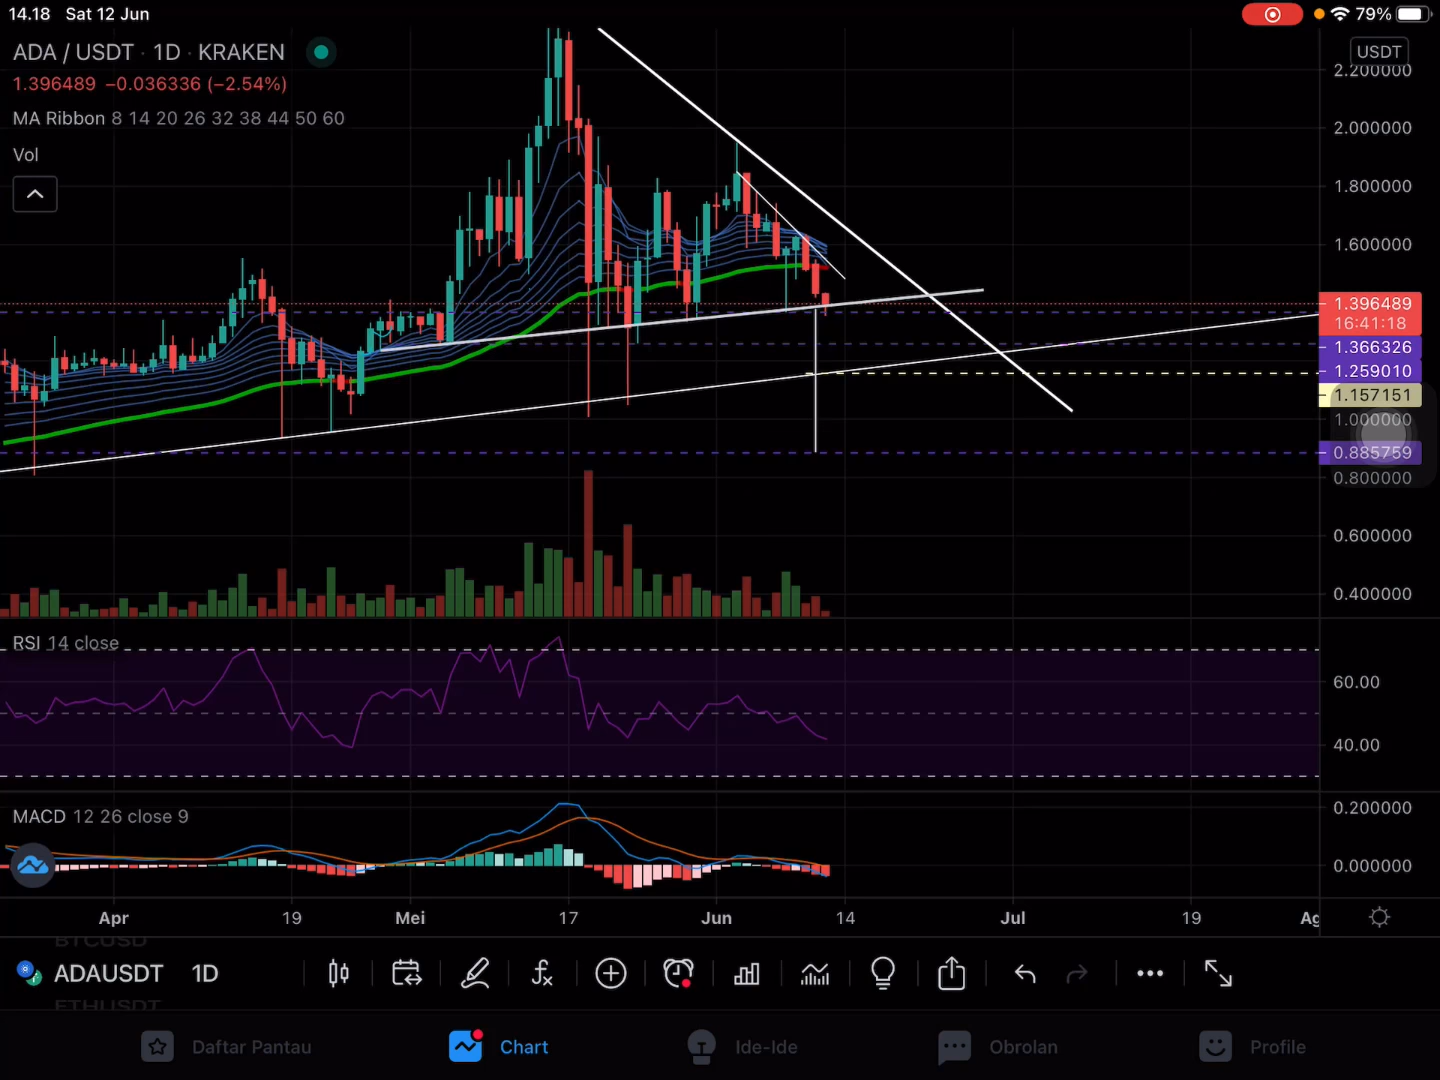 14.18 Sat 12 Jun
79%
ADA / USDT · 1D · KRAKEN
USDT
1.396489 −0.036336 (−2.54%)
MA Ribbon 8 14 20 26 32 38 44 50 60
Vol
2.200000
2.000000
1.800000
1.600000
1.396489
16:41:18
1.366326
1.259010
1.157151
1.000000
0.885759
0.800000
0.600000
0.400000
RSI 14 close
60.00
40.00
MACD 12 26 close 9
0.200000
0.000000
Apr 19 Mei 17 Jun 14 Jul 19 Ag
BTCUSD
ADAUSDT 1D
ETHUSDT
Daftar Pantau Chart Ide-Ide Obrolan Profile